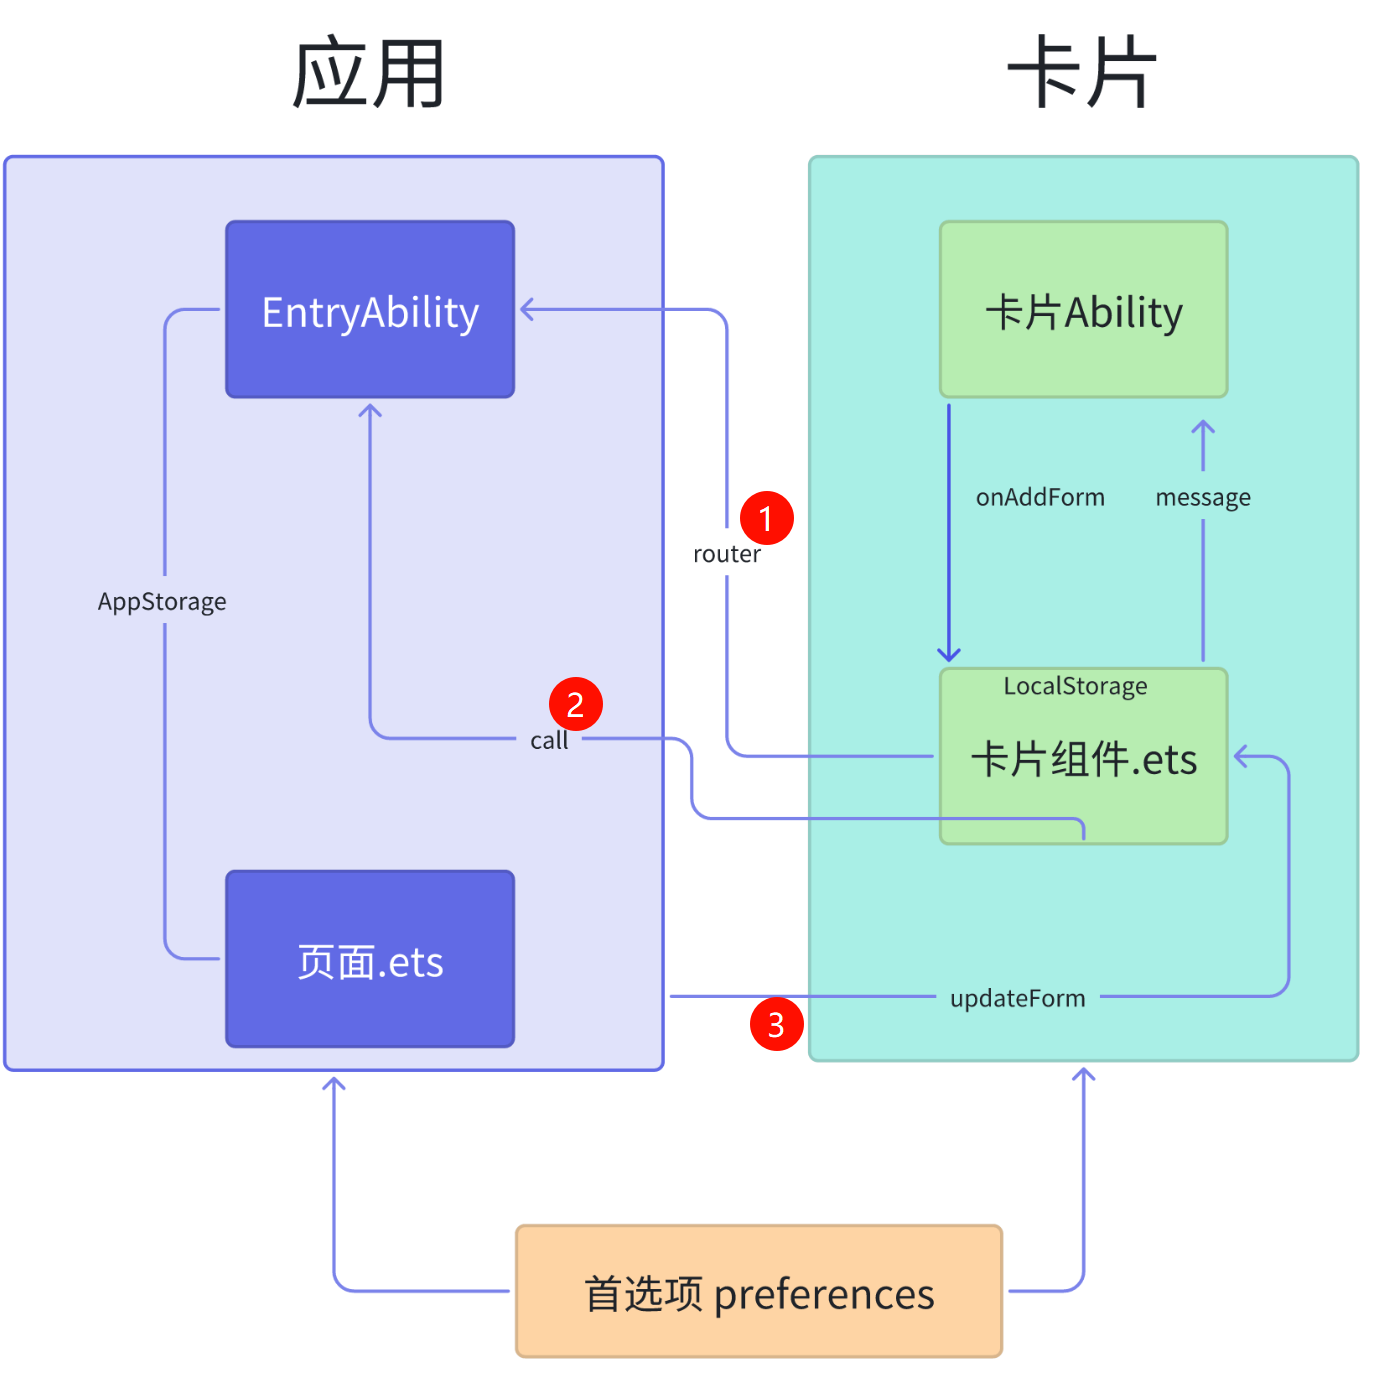 应用
卡片
EntryAbility
卡片Ability
onAddForm
message
1
router
AppStorage
LocalStorage
2
call
卡片组件.ets
页面.ets
updateForm
3
首选项 preferences